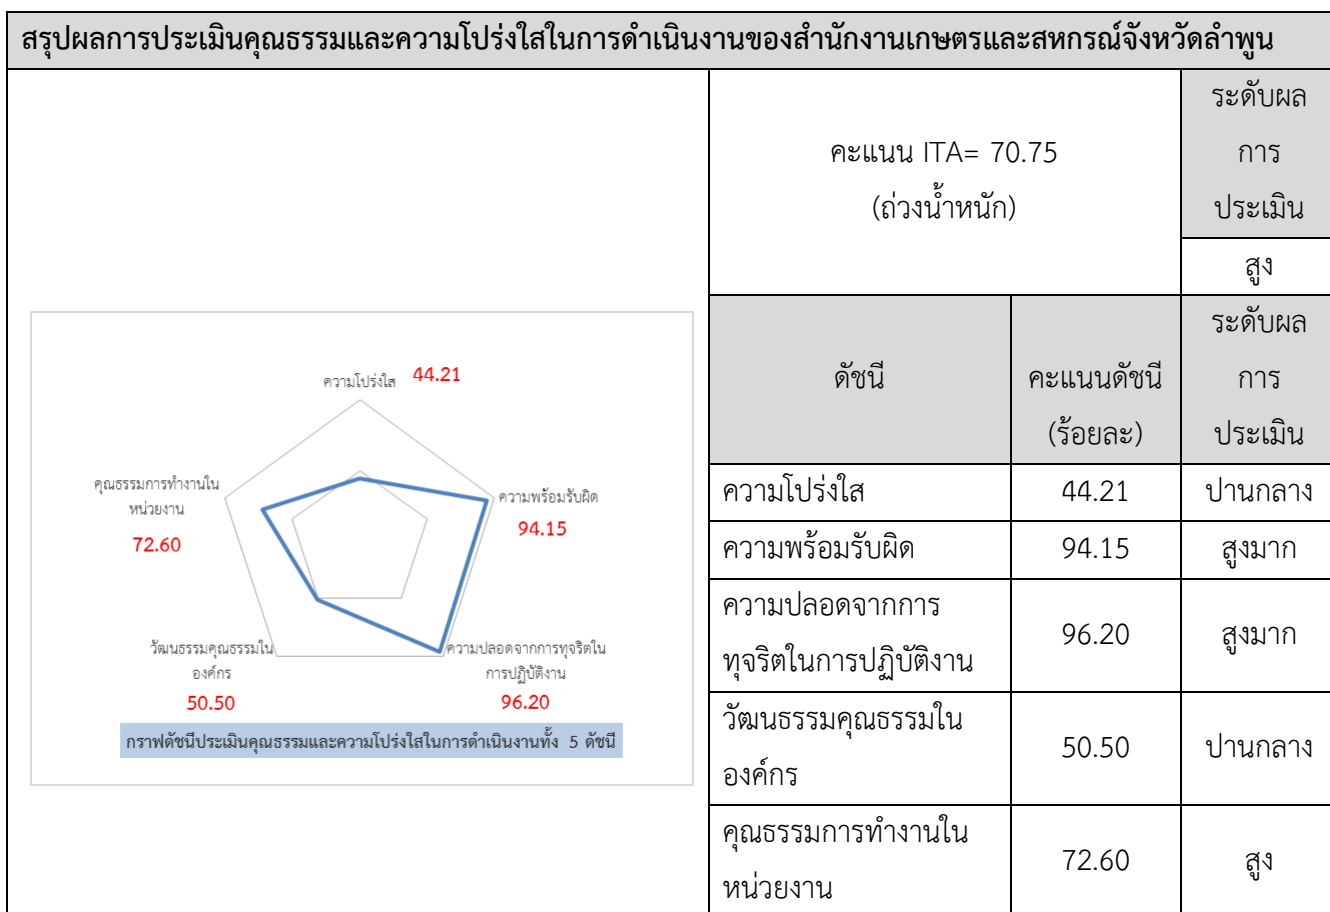 สรุปผลการประเมินคุณธรรมและความโปร่งใสในการดำเนินงานของสำนักงานเกษตรและสหกรณ์จังหวัดลำพูน
คะแนน ITA= 70.75
(ถ่วงน้ำหนัก)
ระดับผล
การ
ประเมิน
สูง
ความโปร่งใส 44.21
ความพร้อมรับผิด
94.15
ความปลอดจากการทุจริตใน
การปฏิบัติงาน
96.20
วัฒนธรรมคุณธรรมใน
องค์กร
50.50
คุณธรรมการทำงานใน
หน่วยงาน
72.60
กราฟดัชนีประเมินคุณธรรมและความโปร่งใสในการดำเนินงานทั้ง 5 ดัชนี
ดัชนี
คะแนนดัชนี
(ร้อยละ)
ระดับผล
การ
ประเมิน
ความโปร่งใส 44.21 ปานกลาง
ความพร้อมรับผิด 94.15 สูงมาก
ความปลอดจากการ
ทุจริตในการปฏิบัติงาน
96.20 สูงมาก
วัฒนธรรมคุณธรรมใน
องค์กร
50.50 ปานกลาง
คุณธรรมการทำงานใน
หน่วยงาน
72.60 สูง